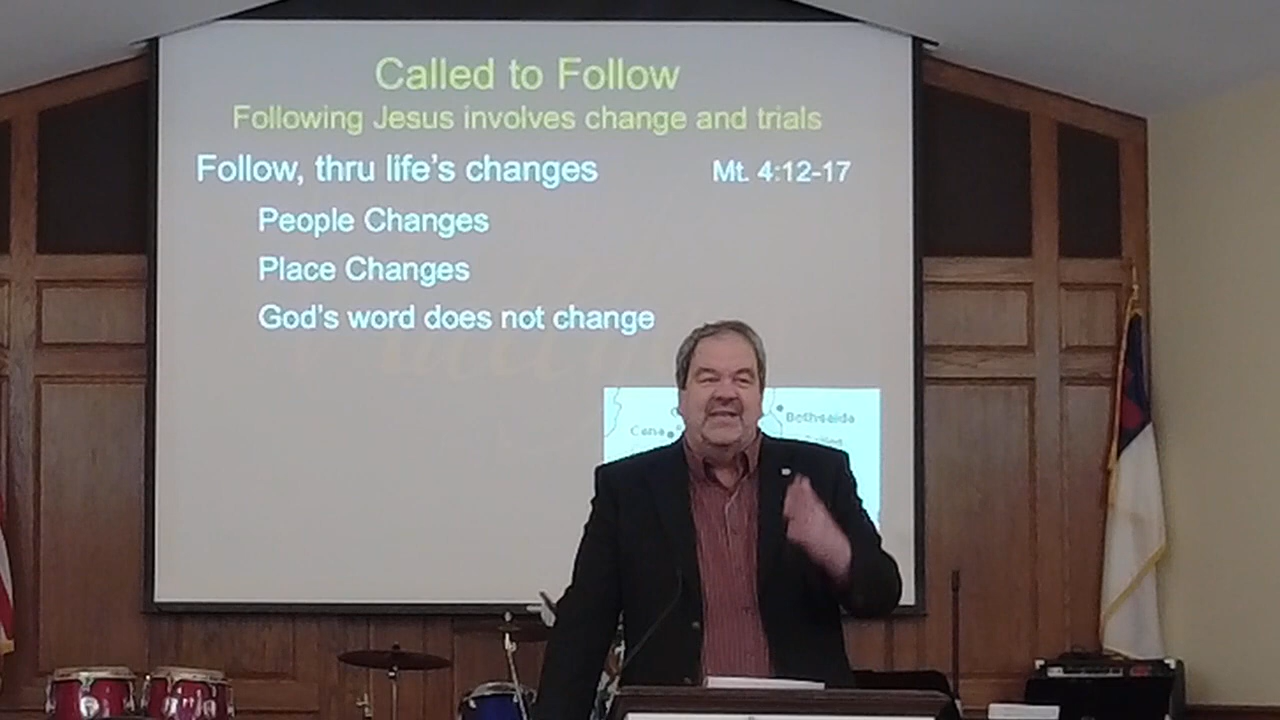 Called to Follow
Following Jesus involves change and trials
Follow, thru life's changes Mt. 4:12-17
People Changes
Place Changes
God's word does not change
Bethsaida
Cana